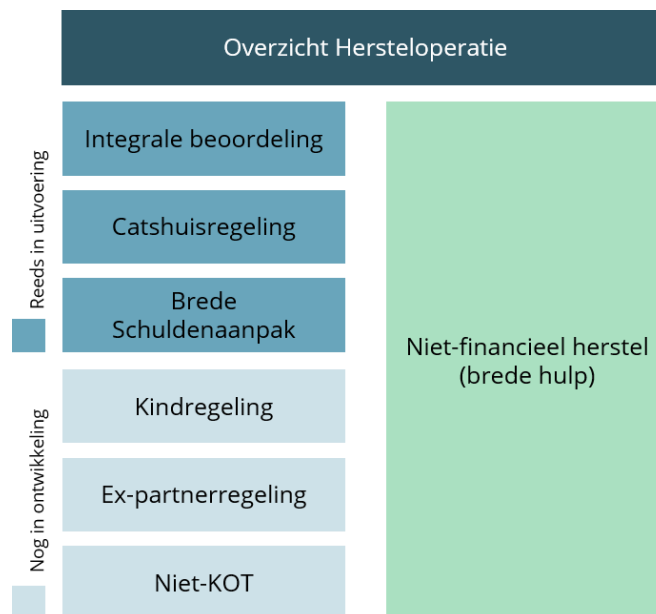 Overzicht Hersteloperatie
Reeds in uitvoering
Integrale beoordeling
Catshuisregeling
Brede
Schuldenaanpak
Nog in ontwikkeling
Kindregeling
Ex-partnerregeling
Niet-KOT
Niet-financieel herstel
(brede hulp)